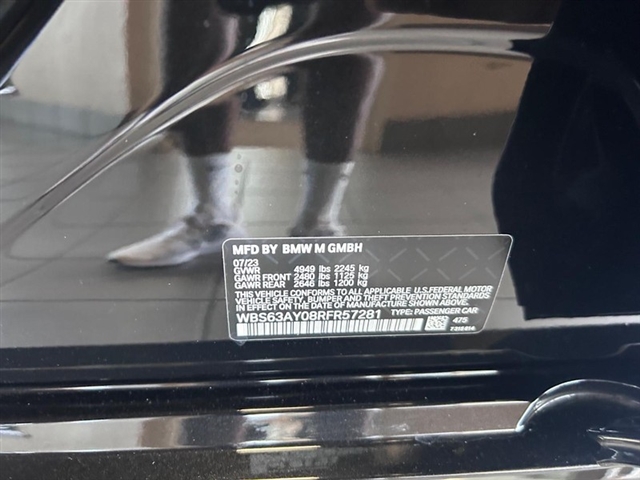 MFD BY BMW M GMBH
07/23
GVWR 4949 lbs 2245 kg
GAWR FRONT 2480 lbs 1125 kg
GAWR REAR 2646 lbs 1200 kg
THIS VEHICLE CONFORMS TO ALL APPLICABLE U.S.FEDERAL MOTOR
VEHICLE SAFETY, BUMPER, AND THEFT PREVENTION STANDARDS IN EFFECT ON THE
DATE OF MANUFACTURE SHOWN ABOVE.
WBS63AY08RFR57281 TYPE: PASSENGER CAR
475